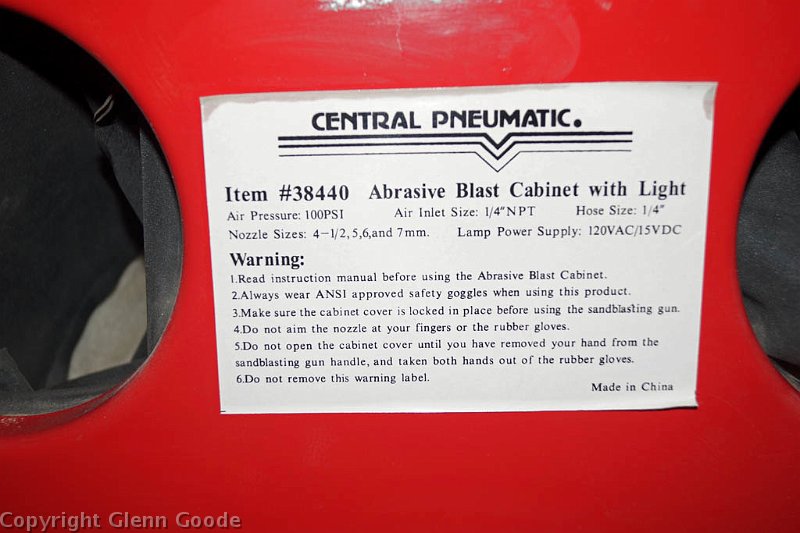 CENTRAL PNEUMATIC.
Item #38440 Abrasive Blast Cabinet with Light
Air Pressure: 100PSI Air Inlet Size: 1/4"NPT Hose Size: 1/4"
Nozzle Sizes: 4-1/2,5,6,and 7mm. Lamp Power Supply: 120VAC/15VDC
Warning:
1.Read instruction manual before using the Abrasive Blast Cabinet.
2.Always wear ANSI approved safety goggles when using this product.
3.Make sure the cabinet cover is locked in place before using the sandblasting gun.
4.Do not aim the nozzle at your fingers or the rubber gloves.
5.Do not open the cabinet cover until you have removed your hand from the
sandblasting gun handle, and taken both hands out of the rubber gloves.
6.Do not remove this warning label.
Made in China
Copyright Glenn Goode